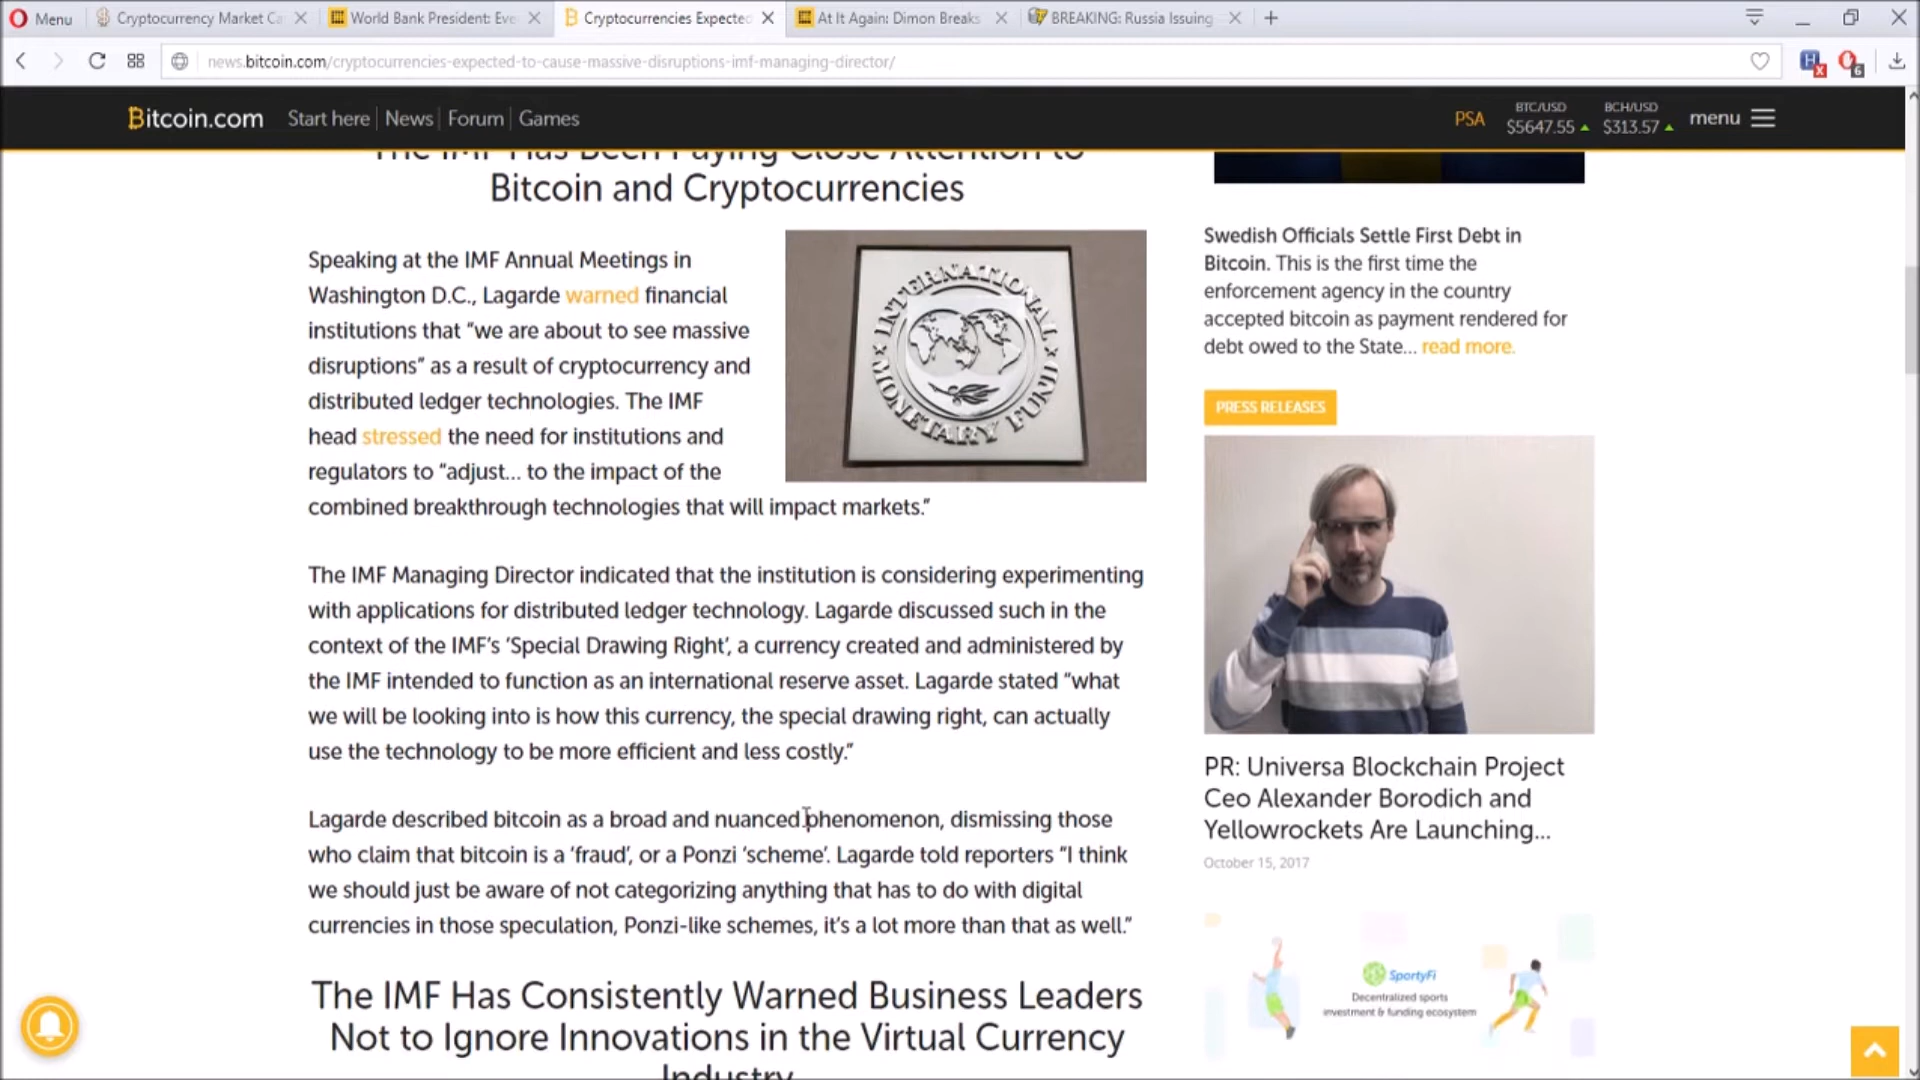 Menu
Cryptocurrency Market Ca
World Bank President: Eve
Cryptocurrencies Expected
At It Again: Dimon Breaks
BREAKING: Russia Issuing
news.bitcoin.com/cryptocurrencies-expected-to-cause-massive-disruptions-imf-managing-director/
H
X
6
Bitcoin.com
Start here
News
Forum
Games
PSA
BTC/USD
$5647.55
BCH/USD
$313.57
menu
The IMF Has Been Paying Close Attention to
Bitcoin and Cryptocurrencies
Speaking at the IMF Annual Meetings in
Washington D.C., Lagarde warned financial
institutions that “we are about to see massive
disruptions” as a result of cryptocurrency and
distributed ledger technologies. The IMF
head stressed the need for institutions and
regulators to “adjust… to the impact of the
combined breakthrough technologies that will impact markets.”
INTERNATIONAL
MONETARY FUND
The IMF Managing Director indicated that the institution is considering experimenting
with applications for distributed ledger technology. Lagarde discussed such in the
context of the IMF’s ‘Special Drawing Right’, a currency created and administered by
the IMF intended to function as an international reserve asset. Lagarde stated “what
we will be looking into is how this currency, the special drawing right, can actually
use the technology to be more efficient and less costly.”
Lagarde described bitcoin as a broad and nuanced phenomenon, dismissing those
who claim that bitcoin is a ‘fraud’, or a Ponzi ‘scheme’. Lagarde told reporters “I think
we should just be aware of not categorizing anything that has to do with digital
currencies in those speculation, Ponzi-like schemes, it’s a lot more than that as well.”
The IMF Has Consistently Warned Business Leaders
Not to Ignore Innovations in the Virtual Currency
Industry
Swedish Officials Settle First Debt in
Bitcoin. This is the first time the
enforcement agency in the country
accepted bitcoin as payment rendered for
debt owed to the State… read more.
PRESS RELEASES
PR: Universa Blockchain Project
Ceo Alexander Borodich and
Yellowrockets Are Launching...
October 15, 2017
SportyFi
Decentralized sports
investment & funding ecosystem